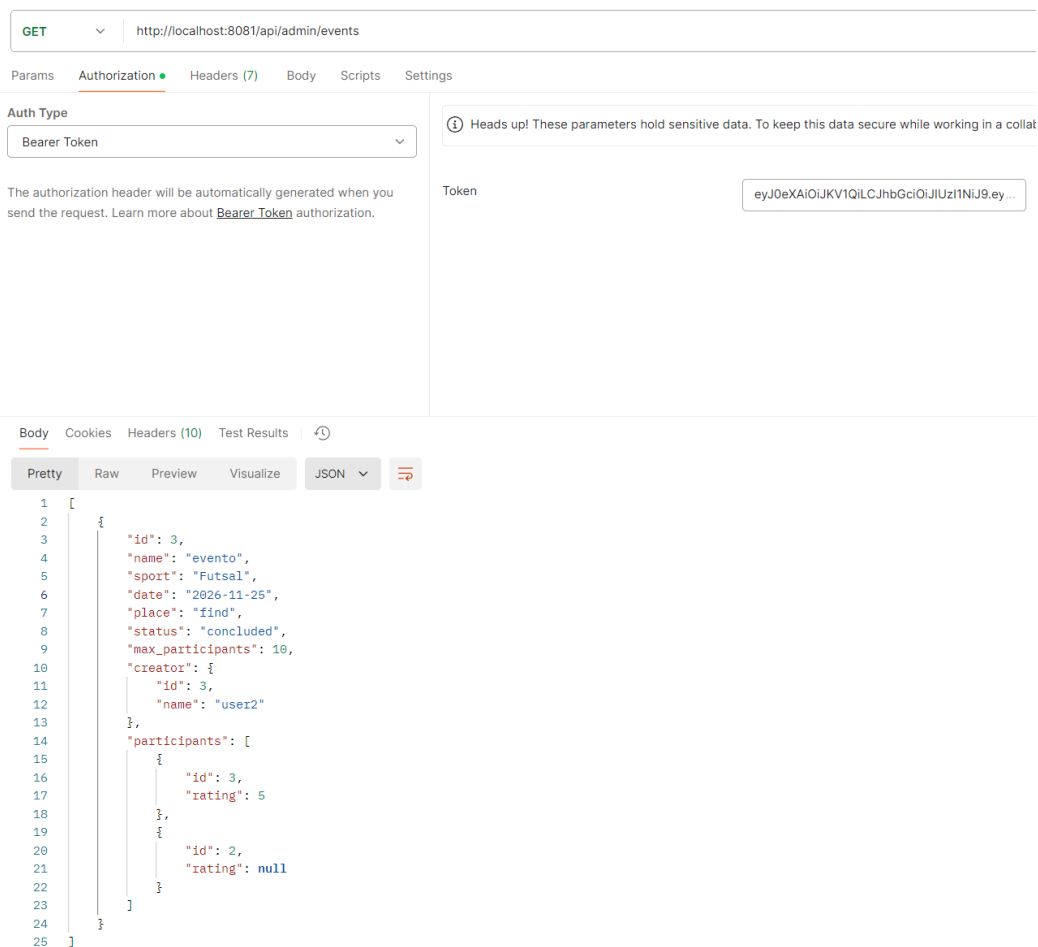 GET http://localhost:8081/api/admin/events
Params Authorization Headers (7) Body Scripts Settings
Auth Type
Bearer Token
The authorization header will be automatically generated when you
send the request. Learn more about Bearer Token authorization.
Heads up! These parameters hold sensitive data. To keep this data secure while working in a collab
Token
eyJ0eXAiOiJKV1QiLCJhbGciOiJIUzI1NiJ9.ey...
Body Cookies Headers (10) Test Results
Pretty Raw Preview Visualize JSON
1 [
2 {
3 "id": 3,
4 "name": "evento",
5 "sport": "Futsal",
6 "date": "2026-11-25",
7 "place": "find",
8 "status": "concluded",
9 "max_participants": 10,
10 "creator": {
11 "id": 3,
12 "name": "user2"
13 },
14 "participants": [
15 {
16 "id": 3,
17 "rating": 5
18 },
19 {
20 "id": 2,
21 "rating": null
22 }
23 ]
24 }
25 ]